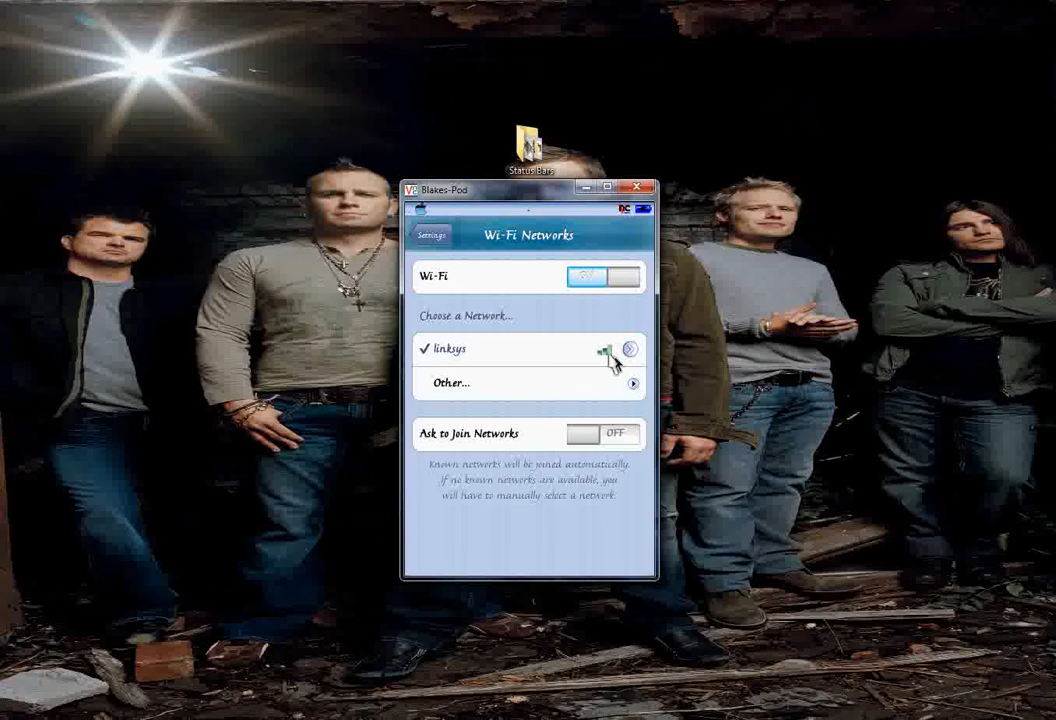 Status Bars
Blakes-Pod
Settings
Wi-Fi Networks
Wi-Fi
ON
Choose a Network...
linksys
Other...
Ask to Join Networks
OFF
Known networks will be joined automatically.
If no known networks are available, you
will have to manually select a network.